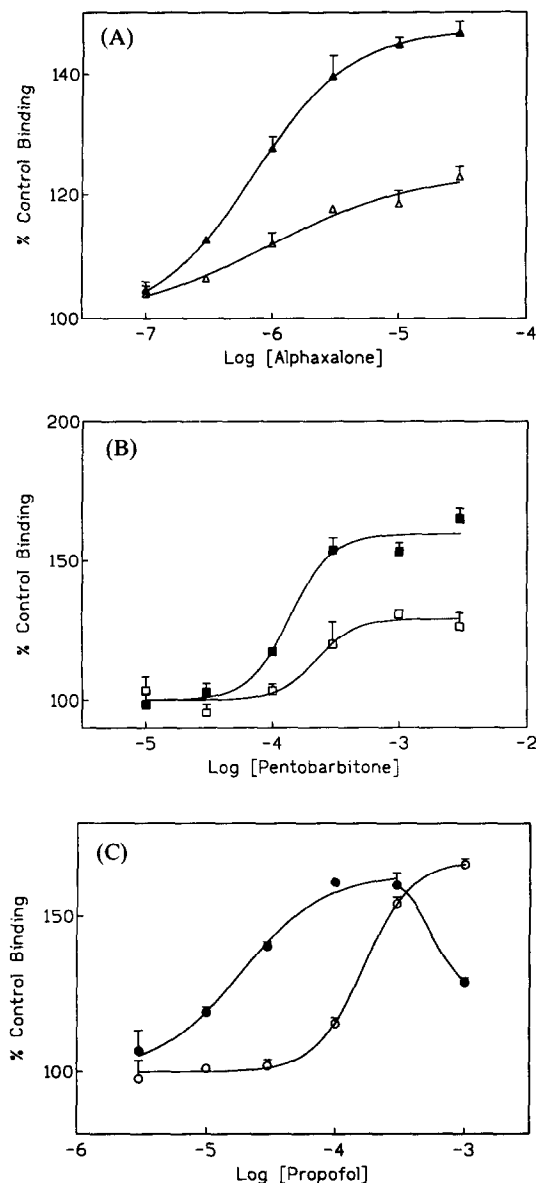 (A)
140
120
100
% Control Binding
-7
-6
-5
-4
Log [Alphaxalone]
(B)
200
150
100
% Control Binding
-5
-4
-3
-2
Log [Pentobarbitone]
(C)
150
100
% Control Binding
-6
-5
-4
-3
Log [Propofol]